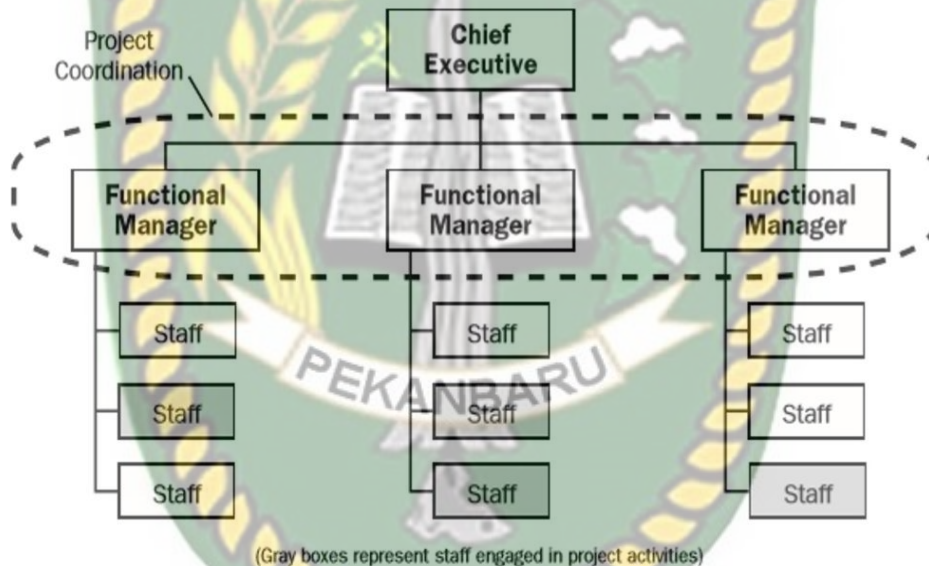 Project
Coordination
Chief
Executive
Functional
Manager
Functional
Manager
Functional
Manager
Staff
Staff
Staff
Staff
Staff
Staff
Staff
Staff
Staff
PEKANBARU
(Gray boxes represent staff engaged in project activities)